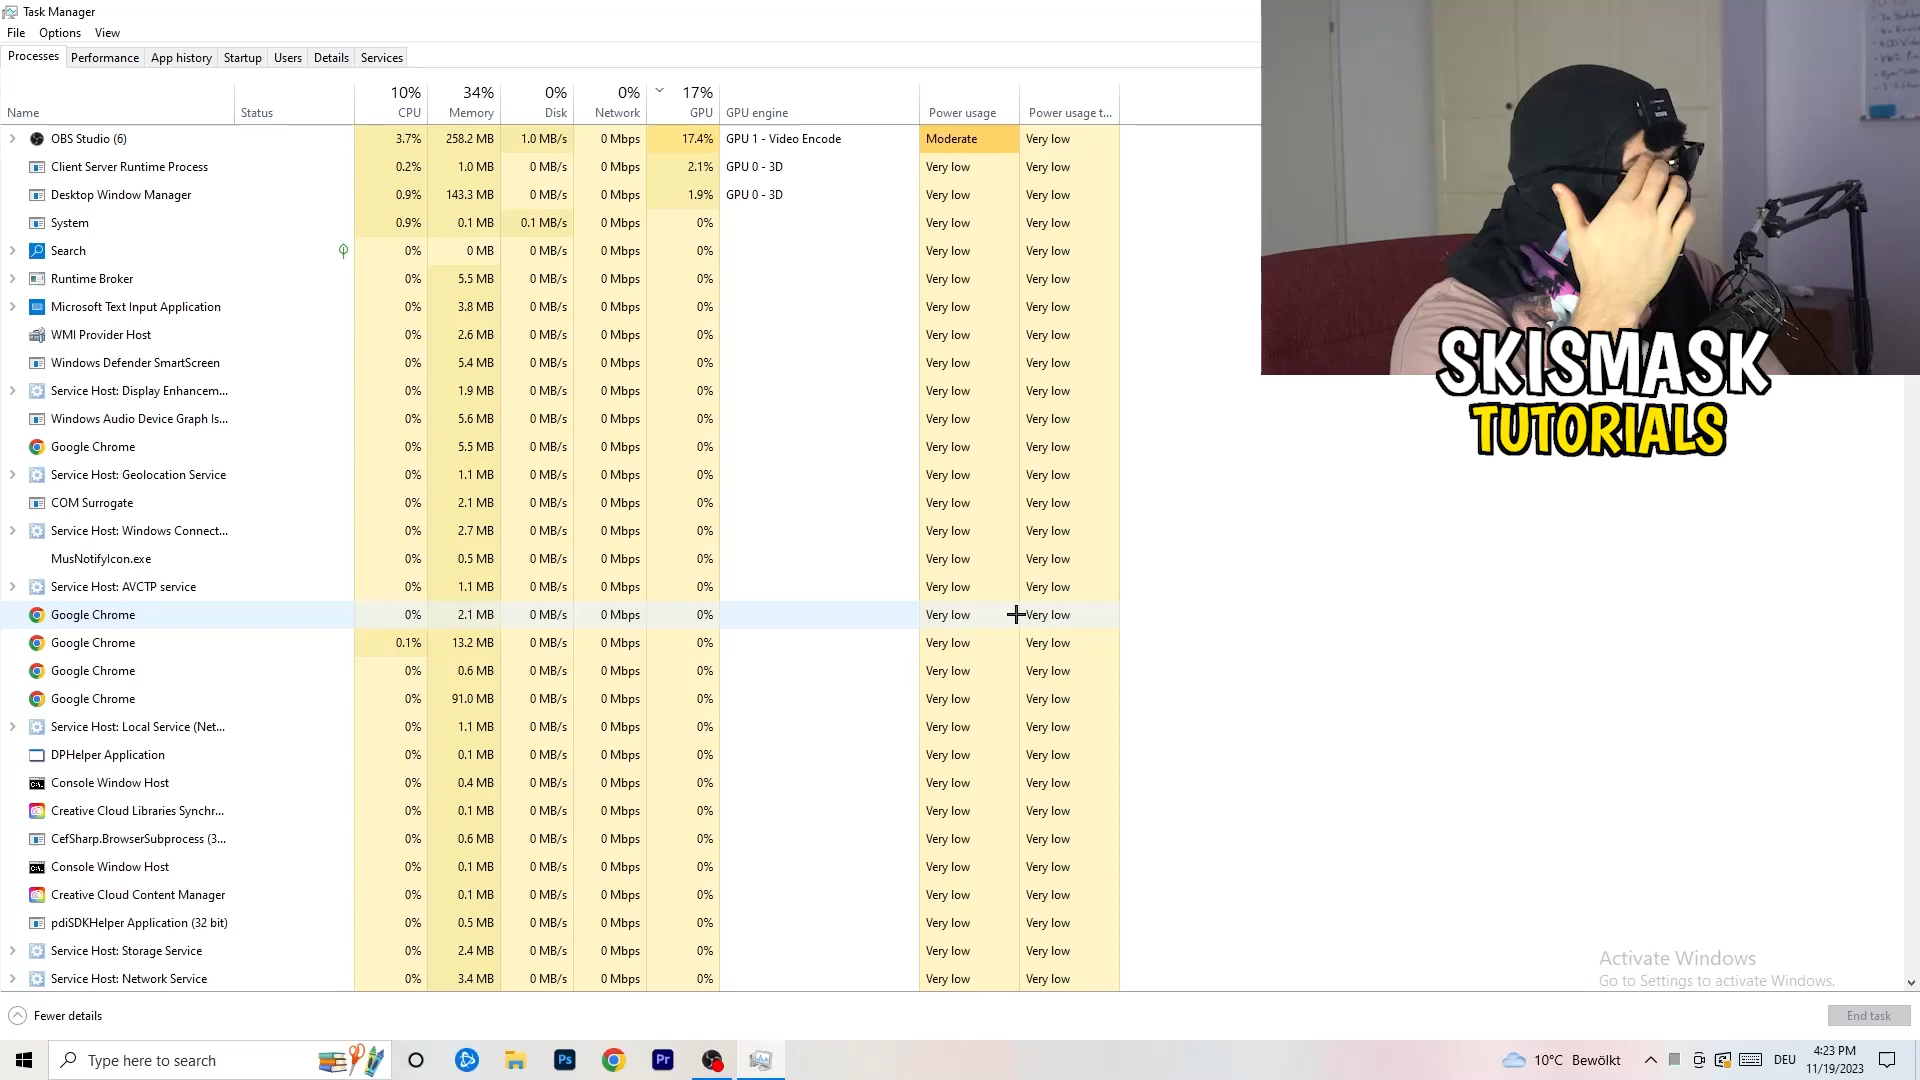 Task Manager
File Options View
Processes Performance App history Startup Users Details Services
10% 34% 0% 0% 17%
Name Status CPU Memory Disk Network GPU GPU engine Power usage Power usage t...
OBS Studio (6) 3.7% 258.2 MB 1.0 MB/s 0 Mbps 17.4% GPU 1 - Video Encode Moderate Very low
Client Server Runtime Process 0.2% 1.0 MB 0 MB/s 0 Mbps 2.1% GPU 0 - 3D Very low Very low
Desktop Window Manager 0.9% 143.3 MB 0 MB/s 0 Mbps 1.9% GPU 0 - 3D Very low Very low
System 0.9% 0.1 MB 0.1 MB/s 0 Mbps 0% Very low Very low
Search 0% 0 MB 0 MB/s 0 Mbps 0% Very low Very low
Runtime Broker 0% 5.5 MB 0 MB/s 0 Mbps 0% Very low Very low
Microsoft Text Input Application 0% 3.8 MB 0 MB/s 0 Mbps 0% Very low Very low
WMI Provider Host 0% 2.6 MB 0 MB/s 0 Mbps 0% Very low Very low
Windows Defender SmartScreen 0% 5.4 MB 0 MB/s 0 Mbps 0% Very low Very low
Service Host: Display Enhancem... 0% 1.9 MB 0 MB/s 0 Mbps 0% Very low Very low
Windows Audio Device Graph Is... 0% 5.6 MB 0 MB/s 0 Mbps 0% Very low Very low
Google Chrome 0% 5.5 MB 0 MB/s 0 Mbps 0% Very low Very low
Service Host: Geolocation Service 0% 1.1 MB 0 MB/s 0 Mbps 0% Very low Very low
COM Surrogate 0% 2.1 MB 0 MB/s 0 Mbps 0% Very low Very low
Service Host: Windows Connect... 0% 2.7 MB 0 MB/s 0 Mbps 0% Very low Very low
MusNotifyIcon.exe 0% 0.5 MB 0 MB/s 0 Mbps 0% Very low Very low
Service Host: AVCTP service 0% 1.1 MB 0 MB/s 0 Mbps 0% Very low Very low
Google Chrome 0% 2.1 MB 0 MB/s 0 Mbps 0% Very low Very low
Google Chrome 0.1% 13.2 MB 0 MB/s 0 Mbps 0% Very low Very low
Google Chrome 0% 0.6 MB 0 MB/s 0 Mbps 0% Very low Very low
Google Chrome 0% 91.0 MB 0 MB/s 0 Mbps 0% Very low Very low
Service Host: Local Service (Net... 0% 1.1 MB 0 MB/s 0 Mbps 0% Very low Very low
DPHelper Application 0% 0.1 MB 0 MB/s 0 Mbps 0% Very low Very low
Console Window Host 0% 0.4 MB 0 MB/s 0 Mbps 0% Very low Very low
Creative Cloud Libraries Synchr... 0% 0.1 MB 0 MB/s 0 Mbps 0% Very low Very low
CefSharp.BrowserSubprocess (3... 0% 0.6 MB 0 MB/s 0 Mbps 0% Very low Very low
Console Window Host 0% 0.1 MB 0 MB/s 0 Mbps 0% Very low Very low
Creative Cloud Content Manager 0% 0.1 MB 0 MB/s 0 Mbps 0% Very low Very low
pdiSDKHelper Application (32 bit) 0% 0.5 MB 0 MB/s 0 Mbps 0% Very low Very low
Service Host: Storage Service 0% 2.4 MB 0 MB/s 0 Mbps 0% Very low Very low
Service Host: Network Service 0% 3.4 MB 0 MB/s 0 Mbps 0% Very low Very low
SKISMASK
TUTORIALS
Activate Windows
Go to Settings to activate Windows.
Fewer details End task
Type here to search Ps Pr 10°C Bewölkt DEU 4:23 PM
11/19/2023